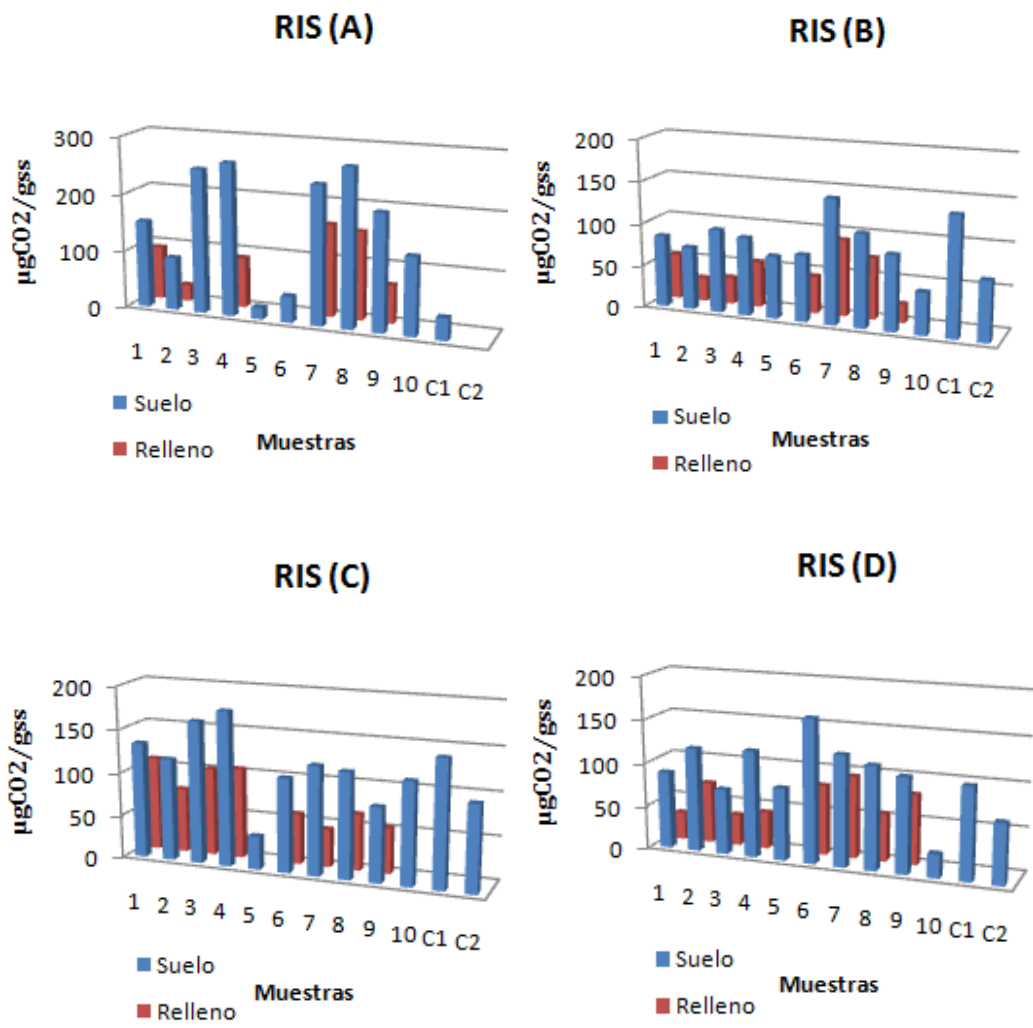 RIS (A)
µgCO2/gss
300
200
100
0
1 2 3 4 5 6 7 8 9 10 C1 C2
Suelo
Relleno
Muestras
RIS (B)
µgCO2/gss
200
150
100
50
0
1 2 3 4 5 6 7 8 9 10 C1 C2
Suelo
Relleno
Muestras
RIS (C)
µgCO2/gss
200
150
100
50
0
1 2 3 4 5 6 7 8 9 10 C1 C2
Suelo
Relleno
Muestras
RIS (D)
µgCO2/gss
200
150
100
50
0
1 2 3 4 5 6 7 8 9 10 C1 C2
Suelo
Relleno
Muestras